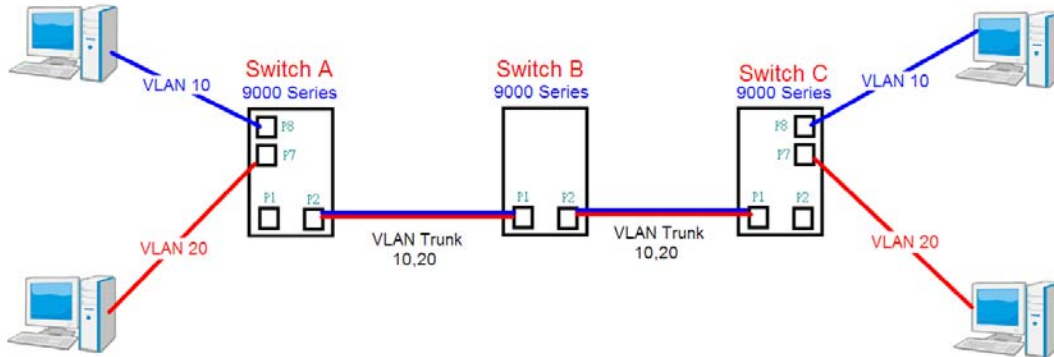 Switch A
9000 Series
Switch B
9000 Series
Switch C
9000 Series
VLAN 10
VLAN 10
P8
P7
P1 P2
P1 P2
P8
P7
P1 P2
VLAN 20
VLAN Trunk
10,20
VLAN Trunk
10,20
VLAN 20